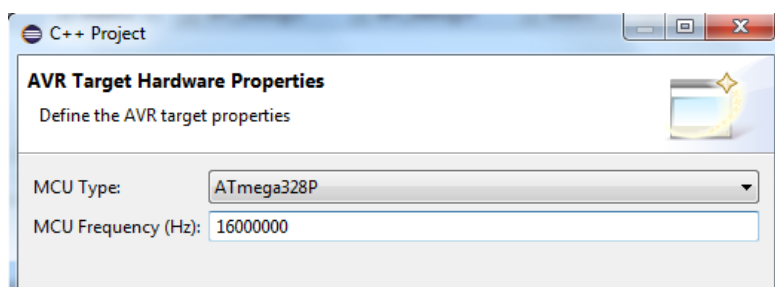 C++ Project
AVR Target Hardware Properties
Define the AVR target properties
MCU Type: ATmega328P
MCU Frequency (Hz): 16000000